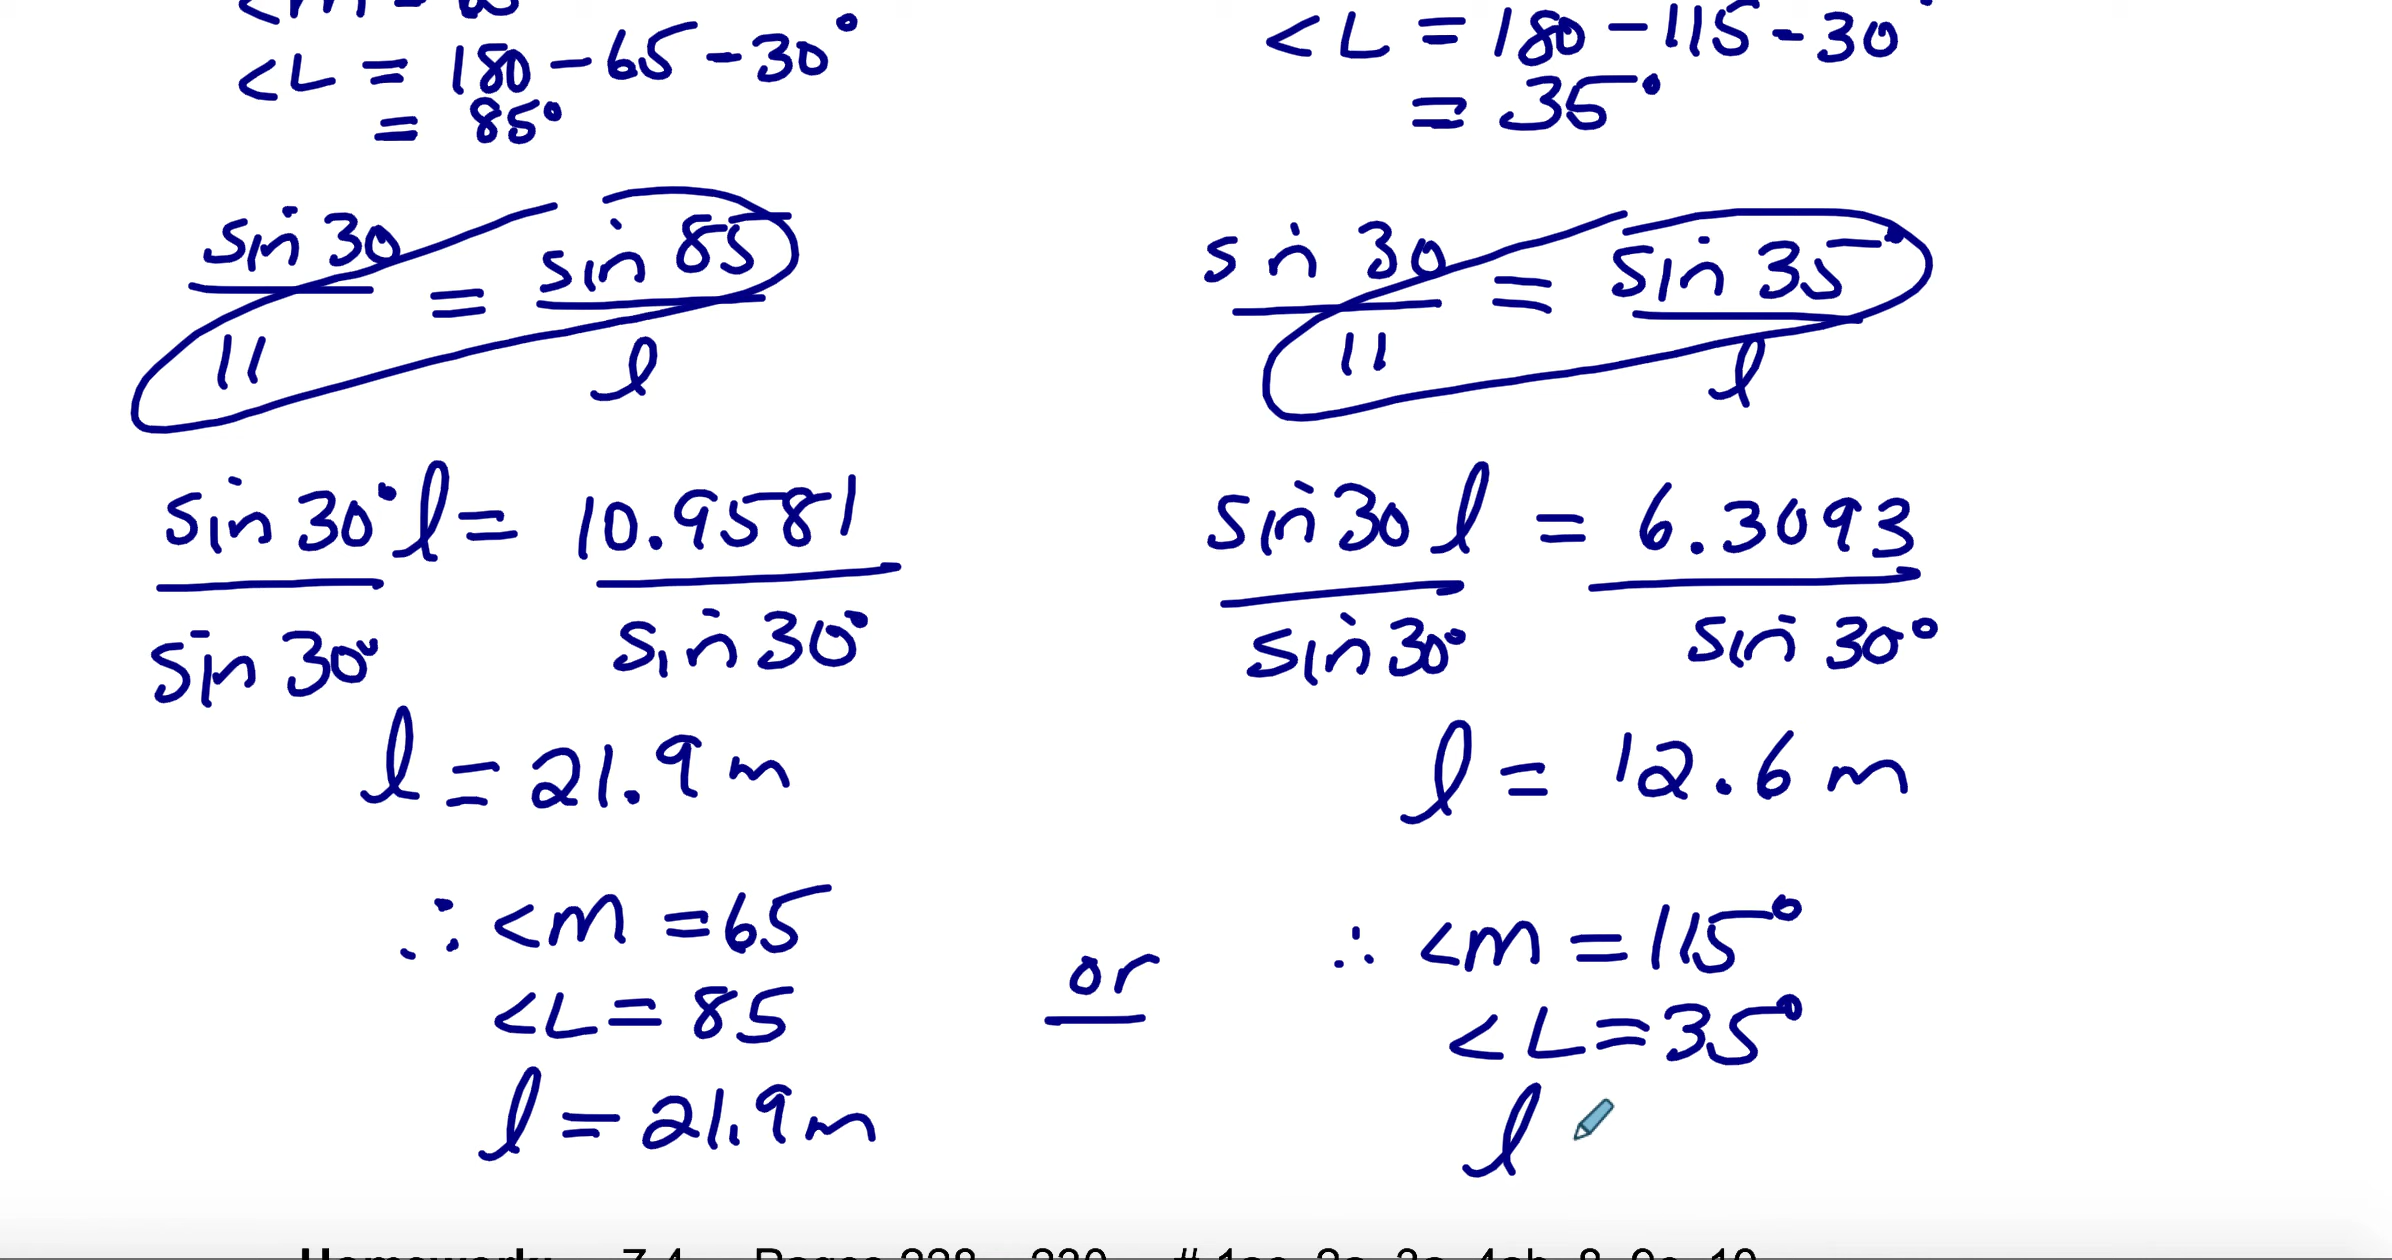 <L = 180 - 65 - 30°
= 85°
sin 30 / 11 = sin 85 / l
sin 30° l = 10.9581
sin 30° sin 30°
l = 21.9 m
∴ <m = 65
<L = 85
l = 21.9 m
or
<L = 180 - 115 - 30°
= 35°
sin 30 / 11 = sin 35° / l
sin 30 l = 6.3093
sin 30° sin 30°
l = 12.6 m
∴ <m = 115°
<L = 35°
l